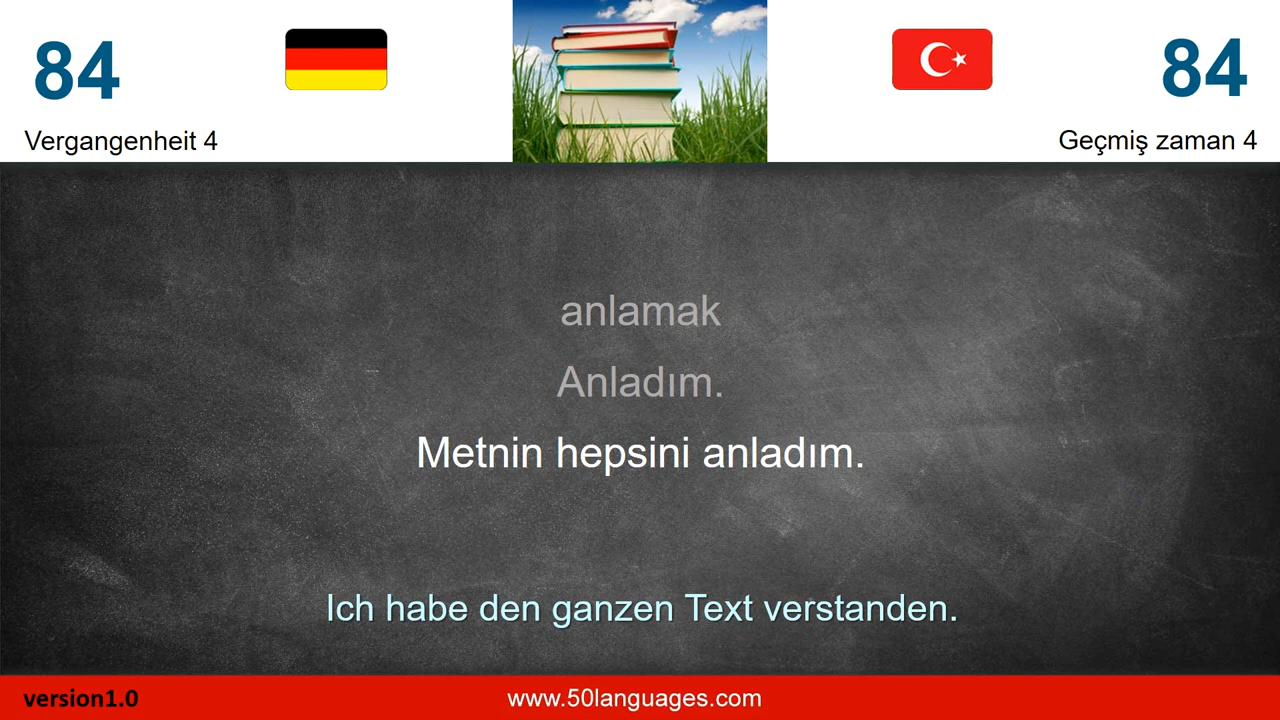 84
84
Vergangenheit 4
Geçmiş zaman 4
anlamak
Anladım.
Metnin hepsini anladım.
Ich habe den ganzen Text verstanden.
version1.0
www.50languages.com